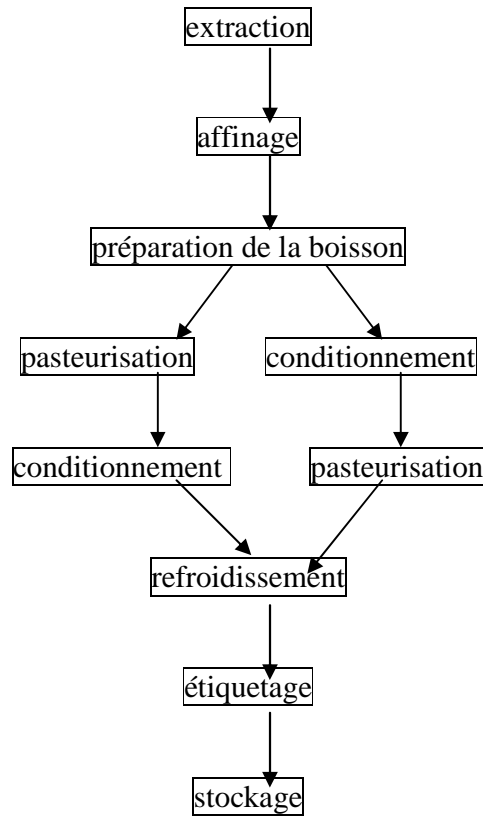 extraction
affinage
préparation de la boisson
pasteurisation
conditionnement
conditionnement
pasteurisation
refroidissement
étiquetage
stockage